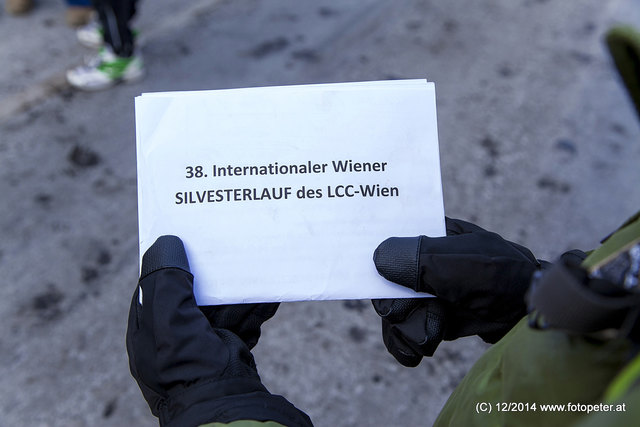 38. Internationaler Wiener
SILVESTERLAUF des LCC-Wien
(C) 12/2014 www.fotopeter.at